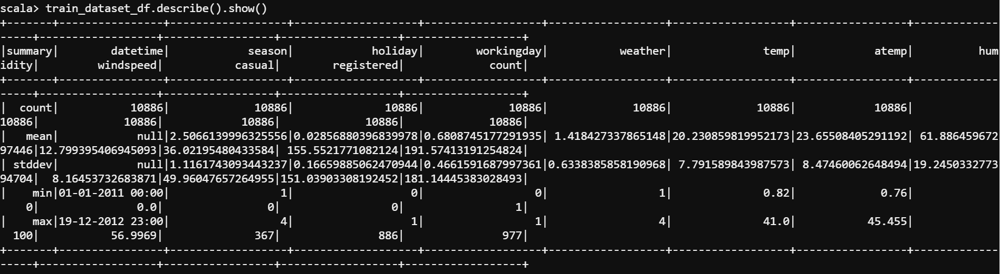 scala> train_dataset_df.describe().show()
+-------+----------------+------------------+-------------------+------------------+------------------+------------------+-----------------+-------------
-----+------------------+-----------------+------------------+------------------+
|summary|        datetime|            season|            holiday|        workingday|           weather|              temp|            atemp|          hum
idity|         windspeed|           casual|        registered|             count|
+-------+----------------+------------------+-------------------+------------------+------------------+------------------+-----------------+-------------
-----+------------------+-----------------+------------------+------------------+
|  count|           10886|             10886|              10886|             10886|             10886|             10886|            10886|
10886|             10886|            10886|             10886|             10886|
|   mean|            null|2.5066139996325556|0.02856880396839978|0.6808745177291935| 1.418427337865148|20.230859819952173|23.65508405291192| 61.886459672
97446|12.799395406945093|36.02195480433584| 155.5521771082124|191.57413191254824|
| stddev|            null|1.1161743093443237|0.16659885062470944|0.4661591687997361|0.6338385858190968| 7.791589843987573| 8.47460062648494|19.2450332773
94704|  8.16453732683871|49.96047657264955|151.03903308192452|181.14445383028493|
|    min|01-01-2011 00:00|                 1|                  0|                 0|                 1|              0.82|             0.76|
    0|               0.0|                0|                 0|                 1|
|    max|19-12-2012 23:00|                 4|                  1|                 1|                 4|              41.0|           45.455|
  100|           56.9969|              367|               886|               977|
+-------+----------------+------------------+-------------------+------------------+------------------+------------------+-----------------+-------------
-----+------------------+-----------------+------------------+------------------+